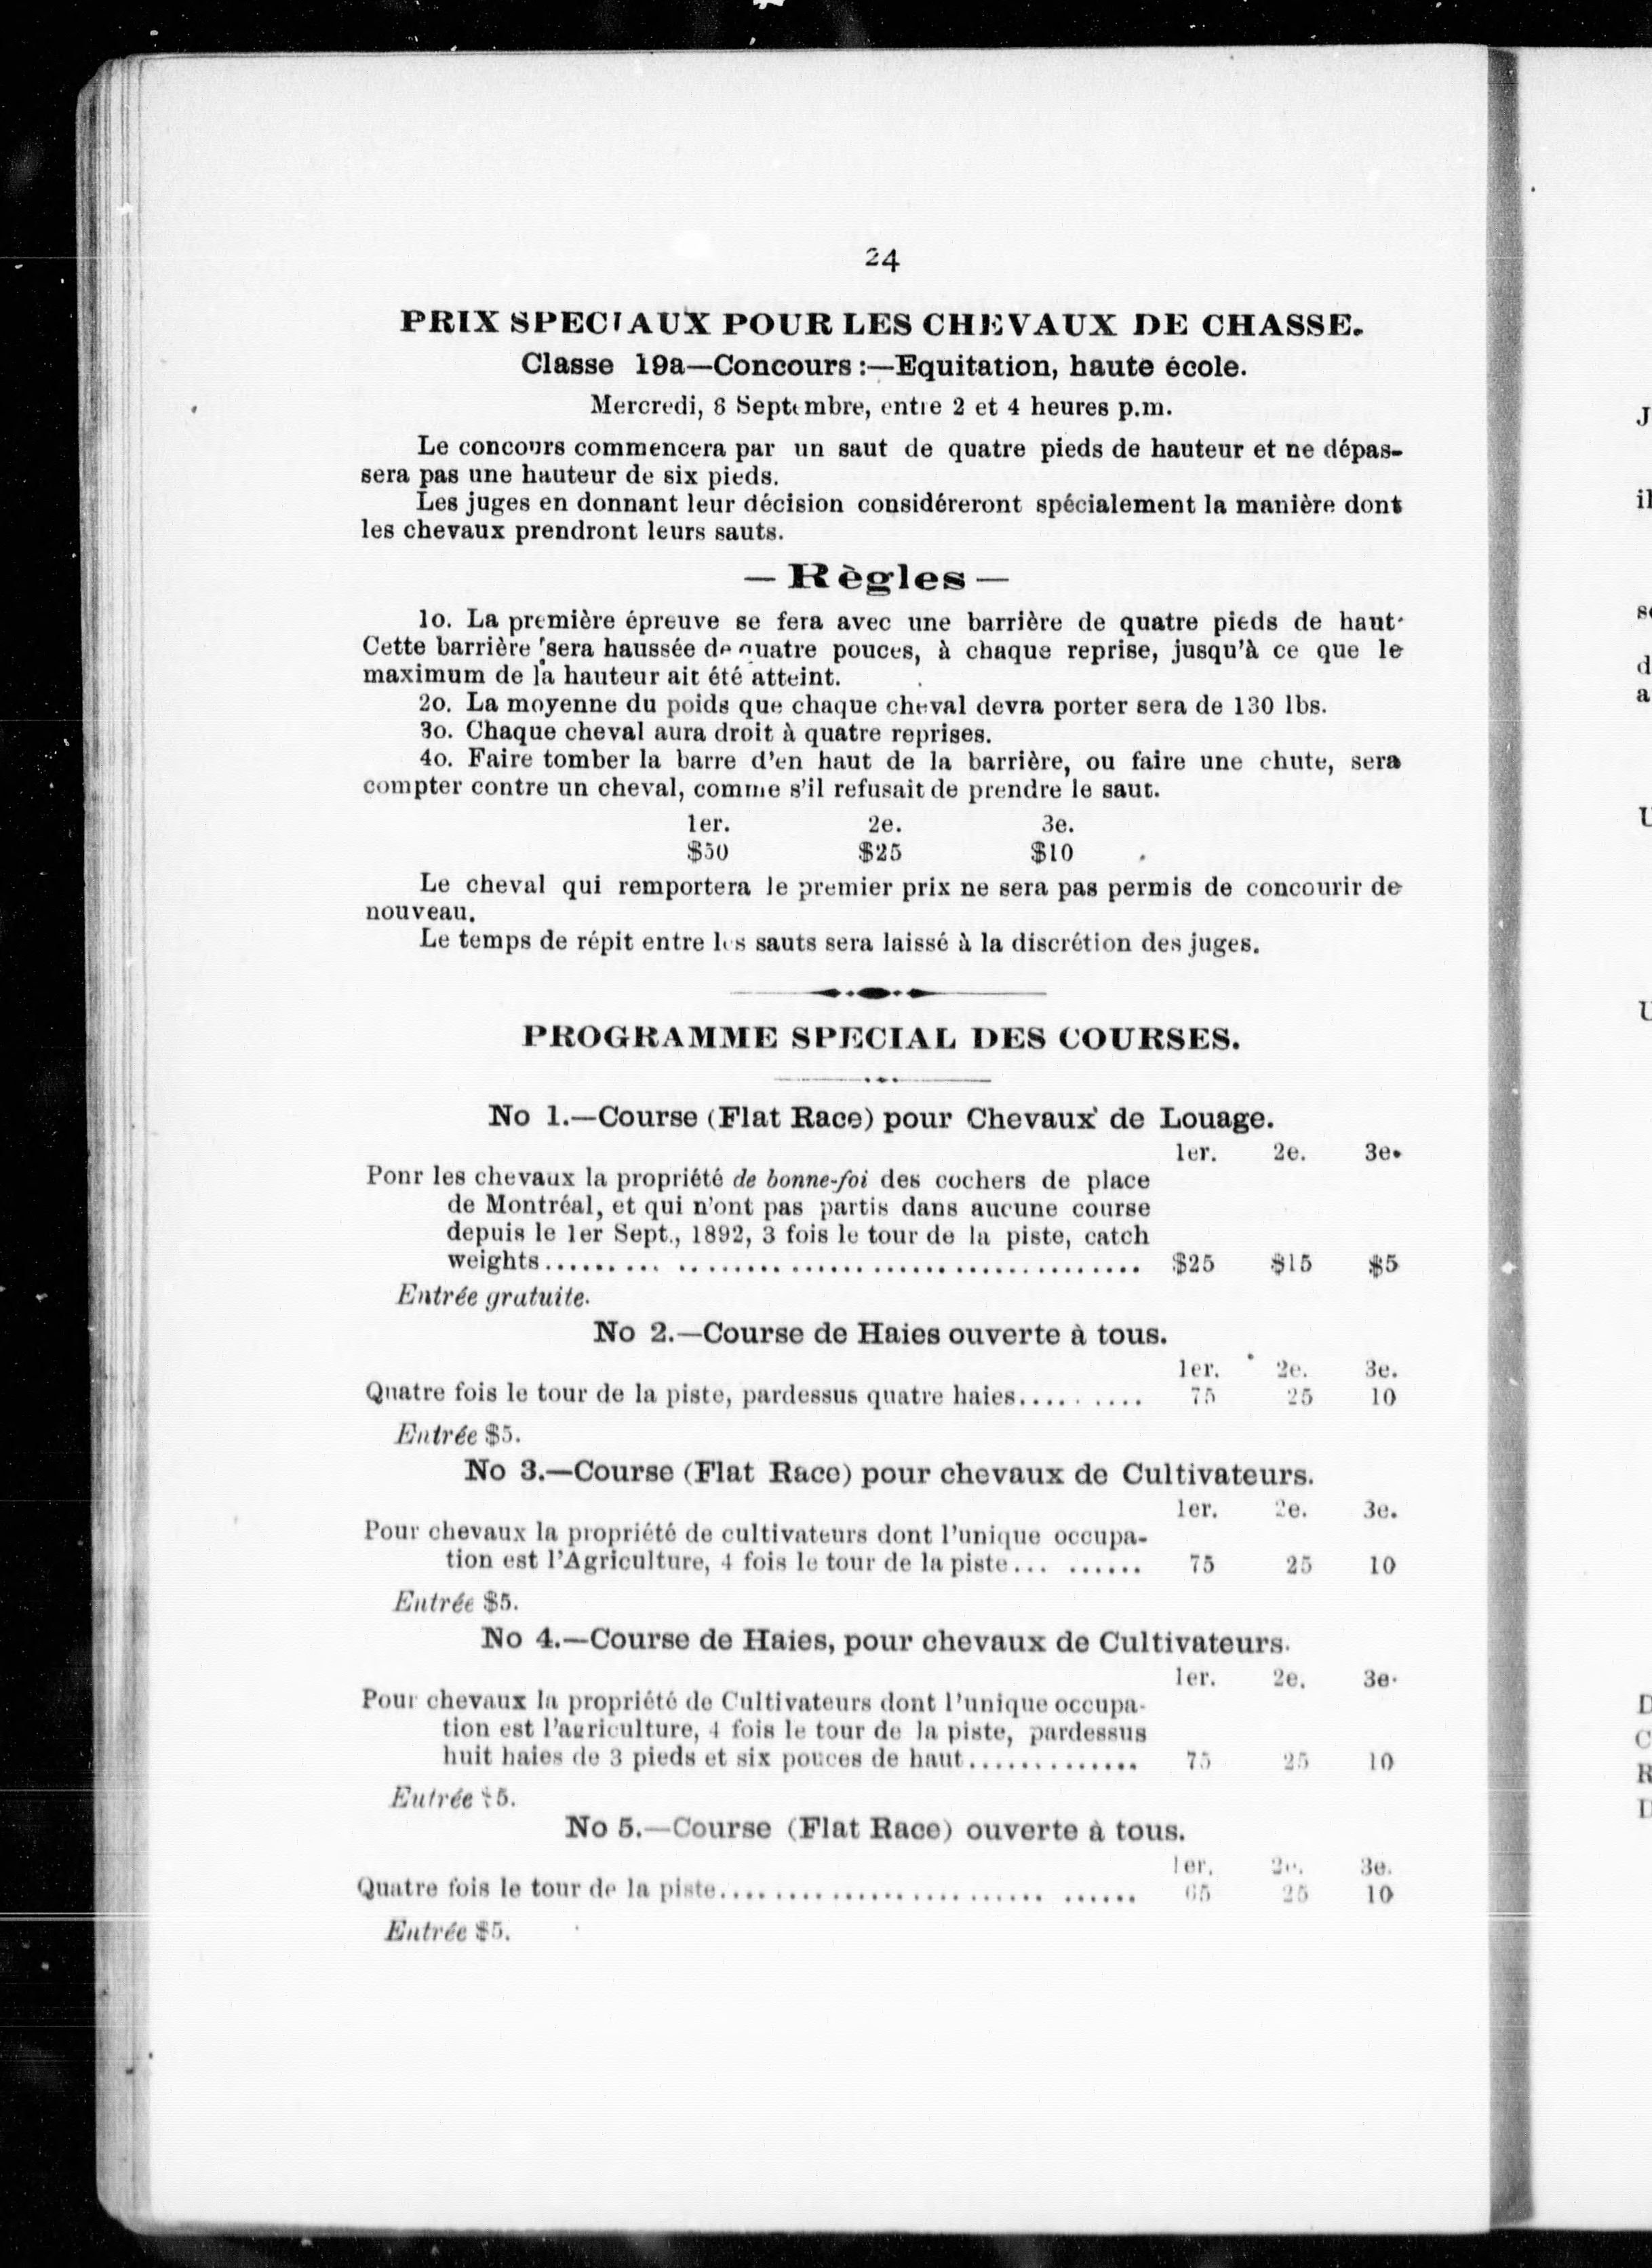 24
PRIX SPECIAUX POUR LES CHEVAUX DE CHASSE.
Classe 19a—Concours :—Equitation, haute école.
Mercredi, 6 Septembre, entre 2 et 4 heures p.m.
Le concours commencera par un saut de quatre pieds de hauteur et ne dépas-
sera pas une hauteur de six pieds.
Les juges en donnant leur décision considéreront spécialement la manière dont
les chevaux prendront leurs sauts.
— Règles —
1o. La première épreuve se fera avec une barrière de quatre pieds de haut·
Cette barrière sera haussée de quatre pouces, à chaque reprise, jusqu'à ce que le
maximum de la hauteur ait été atteint.
2o. La moyenne du poids que chaque cheval devra porter sera de 130 lbs.
3o. Chaque cheval aura droit à quatre reprises.
4o. Faire tomber la barre d'en haut de la barrière, ou faire une chute, sera
compter contre un cheval, comme s'il refusait de prendre le saut.
1er. 2e. 3e.
$50 $25 $10
Le cheval qui remportera le premier prix ne sera pas permis de concourir de
nouveau.
Le temps de répit entre les sauts sera laissé à la discrétion des juges.
PROGRAMME SPECIAL DES COURSES.
No 1.—Course (Flat Race) pour Chevaux de Louage.
1er. 2e. 3e.
Ponr les chevaux la propriété de bonne-foi des cochers de place
de Montréal, et qui n'ont pas partis dans aucune course
depuis le 1er Sept., 1892, 3 fois le tour de la piste, catch
weights.......... ........................................ $25 $15 $5
Entrée gratuite.
No 2.—Course de Haies ouverte à tous.
1er. 2e. 3e.
Quatre fois le tour de la piste, pardessus quatre haies.......... 75 25 10
Entrée $5.
No 3.—Course (Flat Race) pour chevaux de Cultivateurs.
1er. 2e. 3e.
Pour chevaux la propriété de cultivateurs dont l'unique occupa-
tion est l'Agriculture, 4 fois le tour de la piste... ...... 75 25 10
Entrée $5.
No 4.—Course de Haies, pour chevaux de Cultivateurs.
1er. 2e. 3e.
Pour chevaux la propriété de Cultivateurs dont l'unique occupa-
tion est l'agriculture, 4 fois le tour de la piste, pardessus
huit haies de 3 pieds et six pouces de haut.............. 75 25 10
Entrée $5.
No 5.—Course (Flat Race) ouverte à tous.
1er. 2e. 3e.
Quatre fois le tour de la piste......................... ...... 65 25 10
Entrée $5.